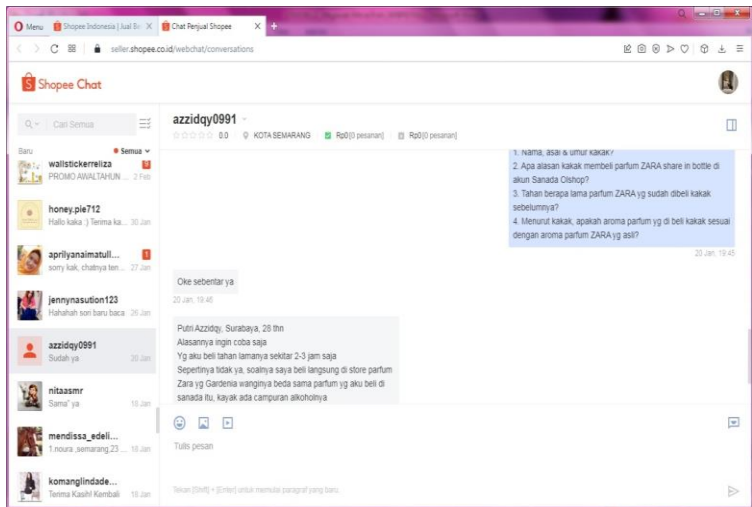 Menu
Shopee Indonesia | Jual Be
Chat Penjual Shopee
seller.shopee.co.id/webchat/conversations
Shopee Chat
Cari Semua
Baru
Semua
wallstickerreliza
PROMO AWALTAHUN ...
2 Feb
honey.pie712
Hallo kaka :) Terima ka...
30 Jan
aprilyanaimatull...
1
sorry kak, chatnya ten...
27 Jan
jennynasution123
Hahahah sori baru baca
26 Jan
azzidqy0991
Sudah ya
20 Jan
nitaasmr
Sama" ya
18 Jan
mendissa_edeli...
1.noura ,semarang,23 ...
18 Jan
komanglindade...
Terima Kasih! Kembali
18 Jan
azzidqy0991
0.0
KOTA SEMARANG
Rp0[0 pesanan]
Rp0[0 pesanan]
1. Nama, asal & umur kakak?
2. Apa alasan kakak membeli parfum ZARA share in bottle di
akun Sanada Olshop?
3. Tahan berapa lama parfum ZARA yg sudah dibeli kakak
sebelumnya?
4. Menurut kakak, apakah aroma parfum yg di beli kakak sesuai
dengan aroma parfum ZARA yg asli?
20 Jan, 19:45
Oke sebentar ya
20 Jan, 19:46
Putri Azzidqy, Surabaya, 28 thn
Alasannya ingin coba saja
Yg aku beli tahan lamanya sekitar 2-3 jam saja
Sepertinya tidak ya, soalnya saya beli langsung di store parfum
Zara yg Gardenia wanginya beda sama parfum yg aku beli di
sanada itu, kayak ada campuran alkoholnya
Tulis pesan
Tekan [Shift] + [Enter] untuk memulai paragraf yang baru.